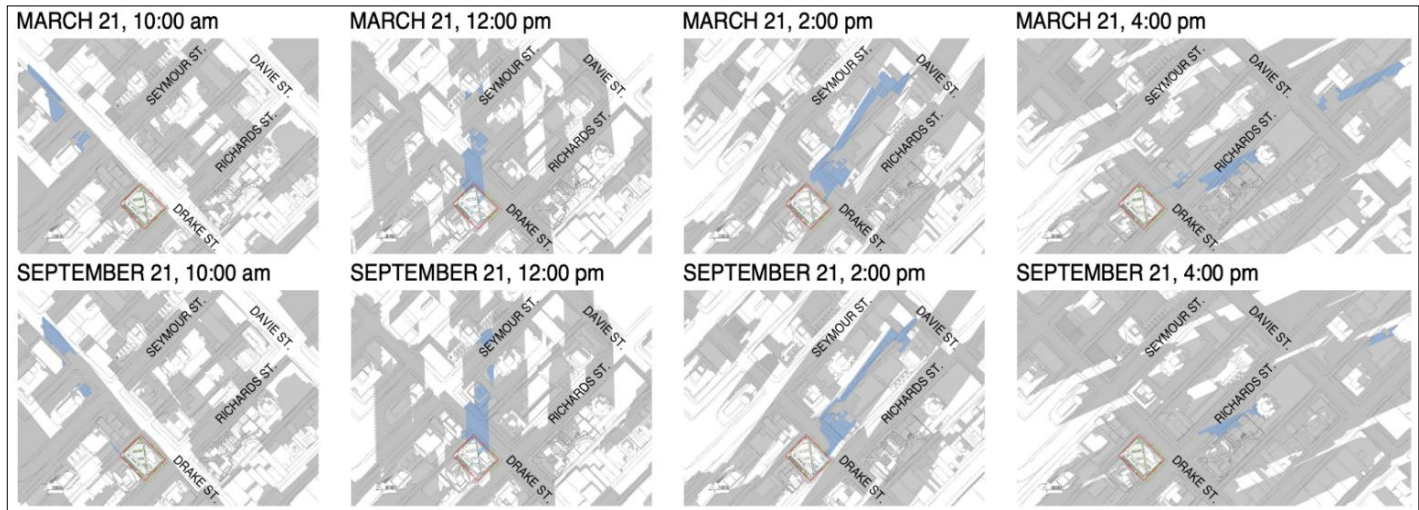 MARCH 21, 10:00 am
MARCH 21, 12:00 pm
MARCH 21, 2:00 pm
MARCH 21, 4:00 pm
SEYMOUR ST.
DAVIE ST.
RICHARDS ST.
DRAKE ST.
SEYMOUR ST.
DAVIE ST.
RICHARDS ST.
DRAKE ST.
SEYMOUR ST.
DAVIE ST.
RICHARDS ST.
DRAKE ST.
SEYMOUR ST.
DAVIE ST.
RICHARDS ST.
DRAKE ST.
SEPTEMBER 21, 10:00 am
SEPTEMBER 21, 12:00 pm
SEPTEMBER 21, 2:00 pm
SEPTEMBER 21, 4:00 pm
SEYMOUR ST.
DAVIE ST.
RICHARDS ST.
DRAKE ST.
SEYMOUR ST.
DAVIE ST.
RICHARDS ST.
DRAKE ST.
SEYMOUR ST.
DAVIE ST.
RICHARDS ST.
DRAKE ST.
SEYMOUR ST.
DAVIE ST.
RICHARDS ST.
DRAKE ST.